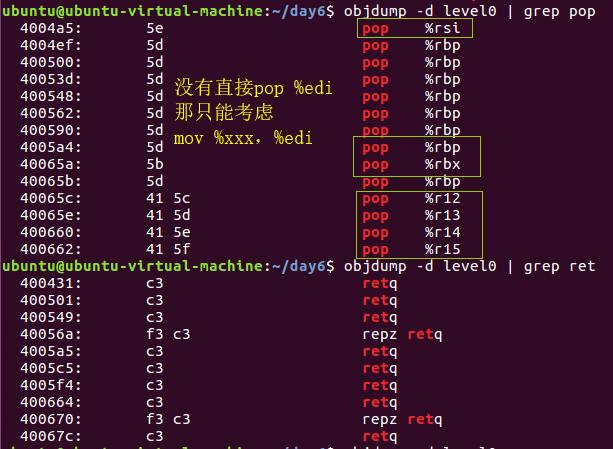 ubuntu@ubuntu-virtual-machine:~/day6$ objdump -d level0 | grep pop
4004a5: 5e pop %rsi
4004ef: 5d pop %rbp
400500: 5d pop %rbp
40053d: 5d pop %rbp
400548: 5d pop %rbp
400562: 5d pop %rbp
400590: 5d pop %rbp
4005a4: 5d pop %rbp
40065a: 5b pop %rbx
40065b: 5d pop %rbp
40065c: 41 5c pop %r12
40065e: 41 5d pop %r13
400660: 41 5e pop %r14
400662: 41 5f pop %r15
没有直接pop %edi
那只能考虑
mov %xxx，%edi
ubuntu@ubuntu-virtual-machine:~/day6$ objdump -d level0 | grep ret
400431: c3 retq
400501: c3 retq
400549: c3 retq
40056a: f3 c3 repz retq
4005a5: c3 retq
4005c5: c3 retq
4005f4: c3 retq
400664: c3 retq
400670: f3 c3 repz retq
40067c: c3 retq